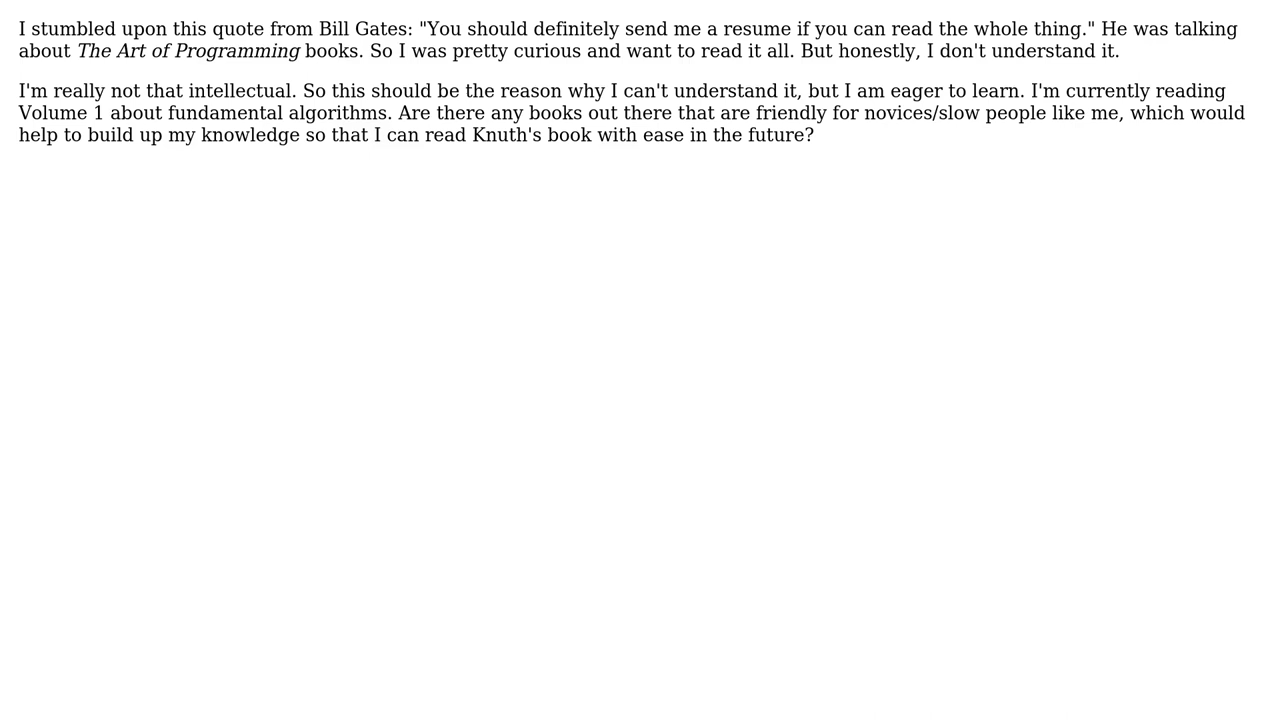 I stumbled upon this quote from Bill Gates: "You should definitely send me a resume if you can read the whole thing." He was talking
about The Art of Programming books. So I was pretty curious and want to read it all. But honestly, I don't understand it.
I'm really not that intellectual. So this should be the reason why I can't understand it, but I am eager to learn. I'm currently reading
Volume 1 about fundamental algorithms. Are there any books out there that are friendly for novices/slow people like me, which would
help to build up my knowledge so that I can read Knuth's book with ease in the future?